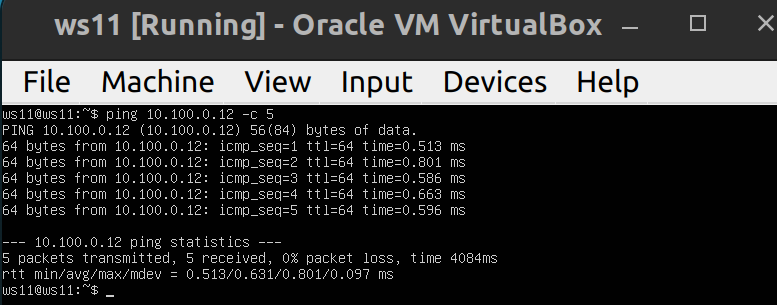 ws11 [Running] - Oracle VM VirtualBox
File Machine View Input Devices Help
ws11@ws11:~$ ping 10.100.0.12 -c 5
PING 10.100.0.12 (10.100.0.12) 56(84) bytes of data.
64 bytes from 10.100.0.12: icmp_seq=1 ttl=64 time=0.513 ms
64 bytes from 10.100.0.12: icmp_seq=2 ttl=64 time=0.801 ms
64 bytes from 10.100.0.12: icmp_seq=3 ttl=64 time=0.586 ms
64 bytes from 10.100.0.12: icmp_seq=4 ttl=64 time=0.663 ms
64 bytes from 10.100.0.12: icmp_seq=5 ttl=64 time=0.596 ms
--- 10.100.0.12 ping statistics ---
5 packets transmitted, 5 received, 0% packet loss, time 4084ms
rtt min/avg/max/mdev = 0.513/0.631/0.801/0.097 ms
ws11@ws11:~$ _